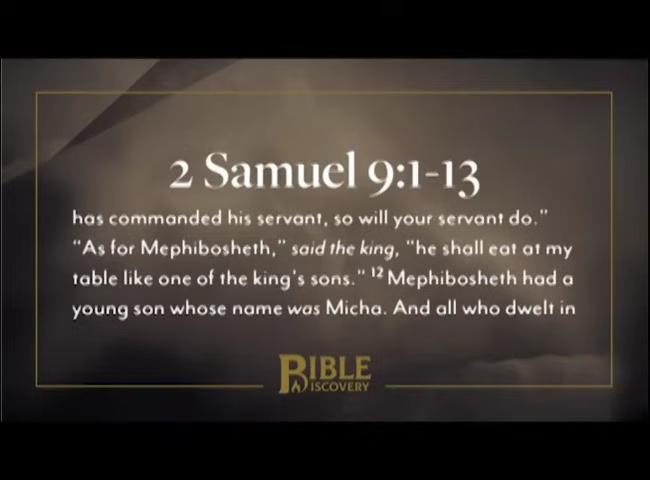 2 Samuel 9:1-13
has commanded his servant, so will your servant do.”
“As for Mephibosheth,” said the king, “he shall eat at my
table like one of the king’s sons.” ¹² Mephibosheth had a
young son whose name was Micha. And all who dwelt in
BIBLE
DISCOVERY